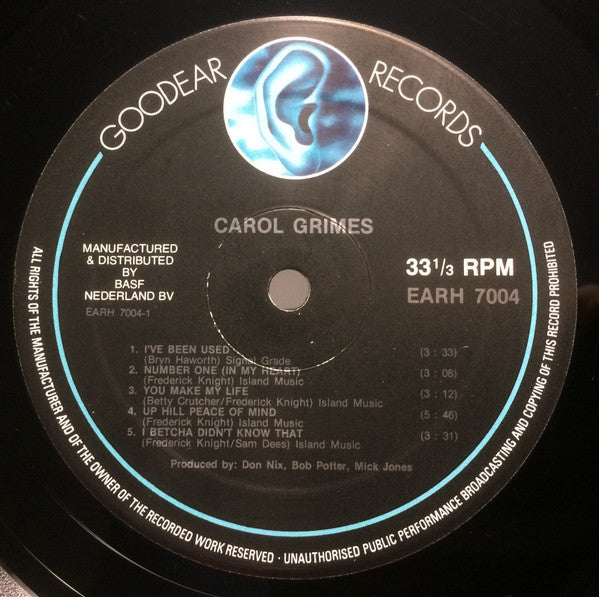 GOODEAR RECORDS
CAROL GRIMES
MANUFACTURED
& DISTRIBUTED
BY
BASF
NEDERLAND BV
EARH 7004-1
33 1/3 RPM
EARH 7004
1. I'VE BEEN USED (3 : 33)
(Bryn Haworth) Signal Grade
2. NUMBER ONE (IN MY HEART) (3 : 08)
(Frederick Knight) Island Music
3. YOU MAKE MY LIFE (3 : 12)
(Betty Crutcher/Frederick Knight) Island Music
4. UP HILL PEACE OF MIND (5 : 46)
(Frederick Knight) Island Music
5. I BETCHA DIDN'T KNOW THAT (3 : 31)
(Frederick Knight/Sam Dees) Island Music
Produced by: Don Nix, Bob Potter, Mick Jones
ALL RIGHTS OF THE MANUFACTURER AND OF THE OWNER OF THE RECORDED WORK RESERVED · UNAUTHORISED PUBLIC PERFORMANCE BROADCASTING AND COPYING OF THIS RECORD PROHIBITED